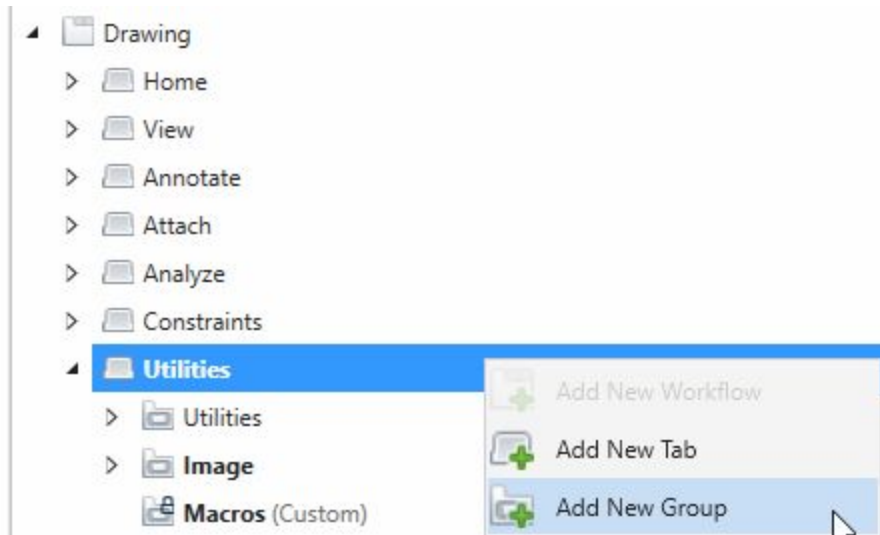 Drawing
Home
View
Annotate
Attach
Analyze
Constraints
Utilities
Add New Workflow
Utilities
Add New Tab
Image
Macros (Custom)
Add New Group